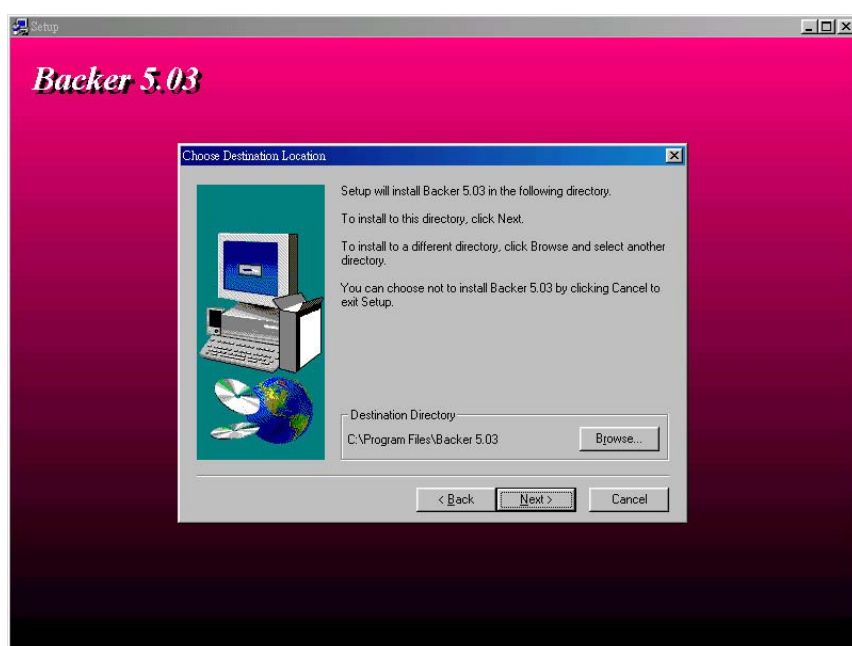 Setup
Backer 5.03
Choose Destination Location
Setup will install Backer 5.03 in the following directory.
To install to this directory, click Next.
To install to a different directory, click Browse and select another
directory.
You can choose not to install Backer 5.03 by clicking Cancel to
exit Setup.
Destination Directory
C:\Program Files\Backer 5.03
Browse...
< Back
Next >
Cancel